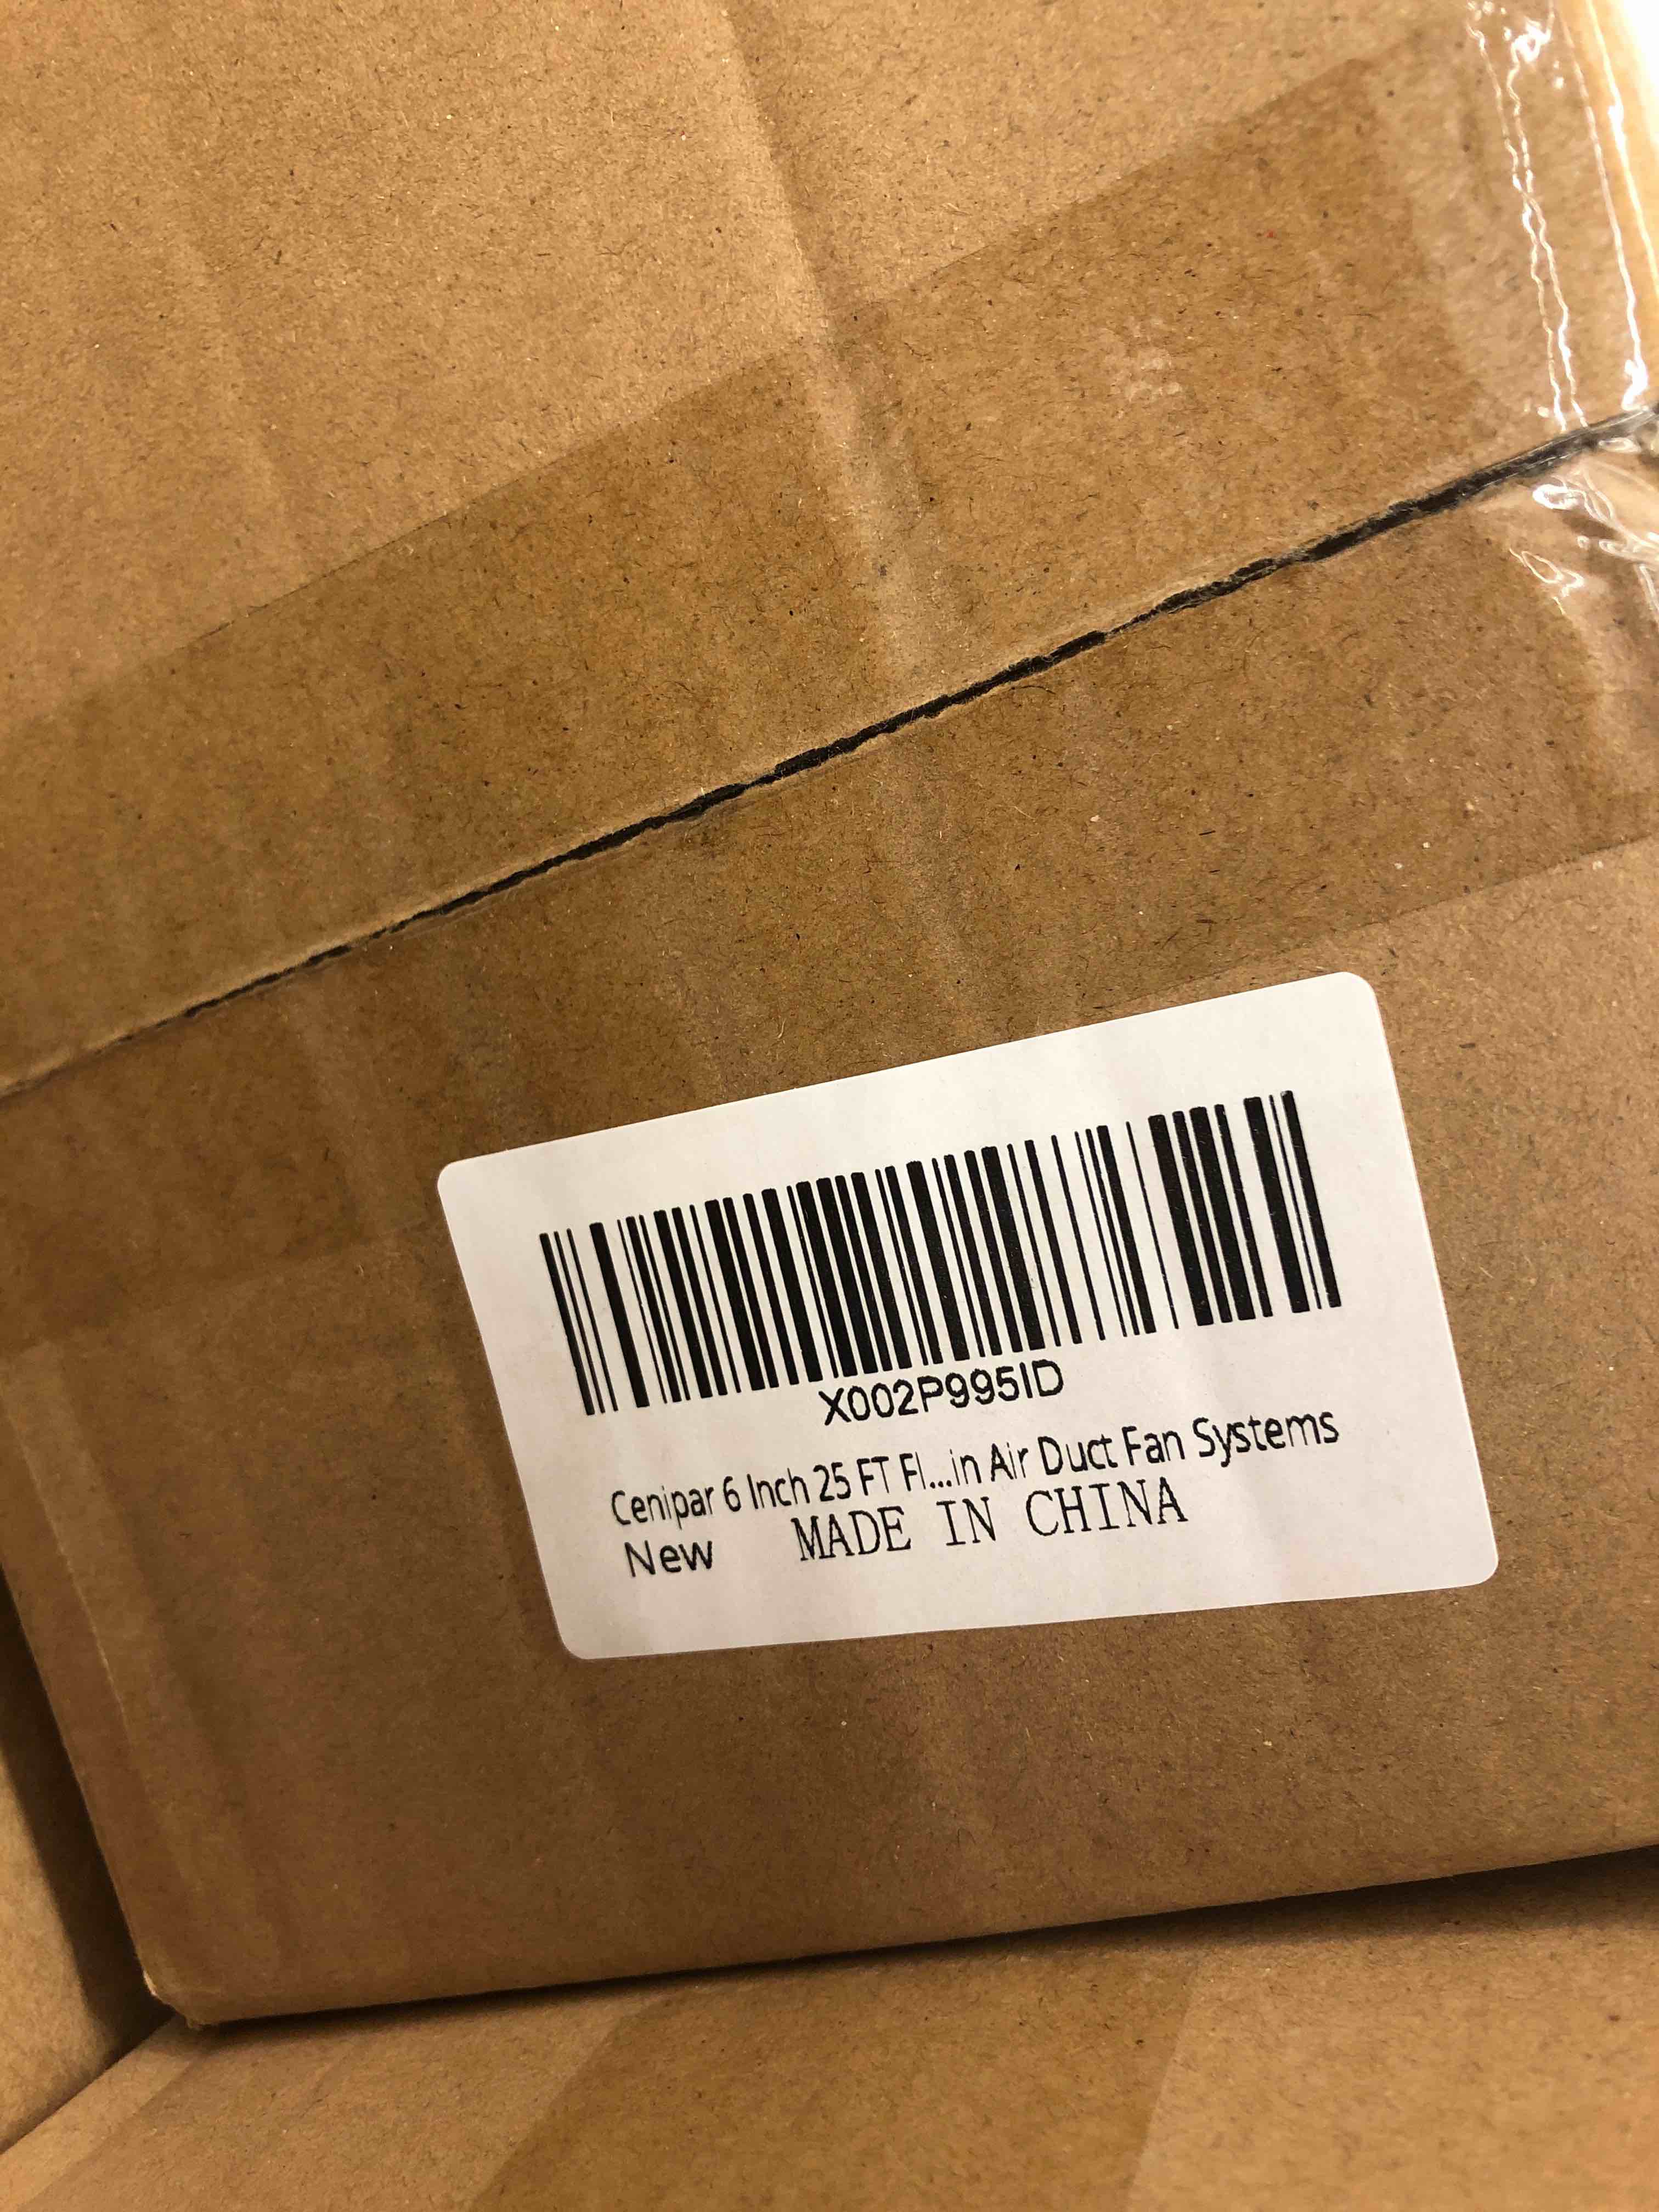 X002P995ID
Cenipar 6 Inch 25 FT Fl...in Air Duct Fan Systems
New MADE IN CHINA